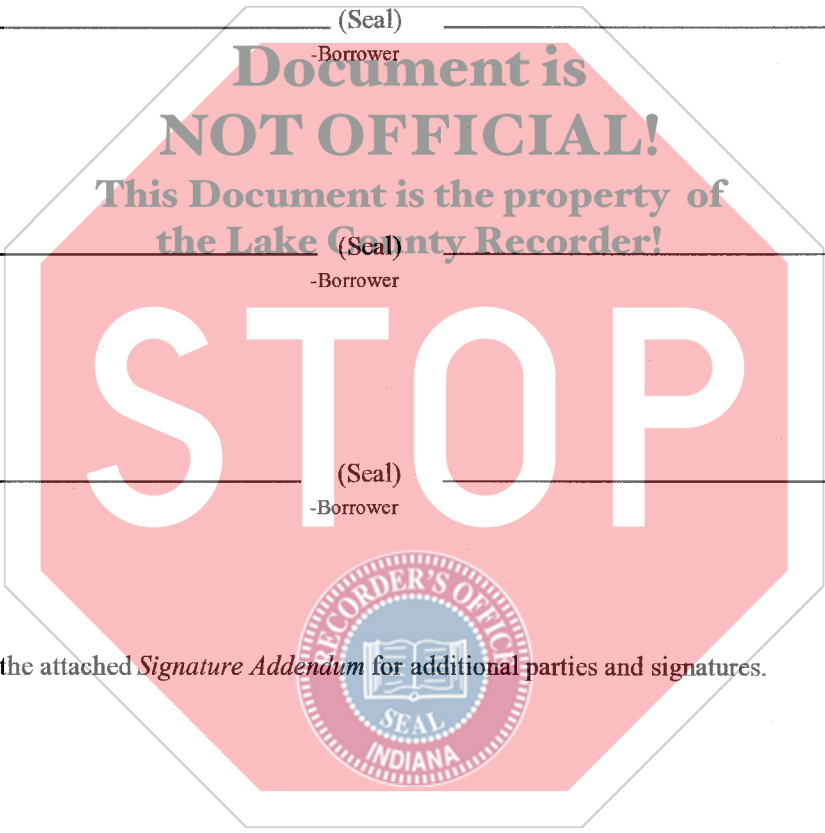 (Seal)
-Borrower
Document is
NOT OFFICIAL!
This Document is the property of
the Lake County Recorder!
(Seal)
-Borrower
STOP
(Seal)
-Borrower
RECORDER'S OFFICE
the attached Signature Addendum for additional parties and signatures.
SEAL
INDIANA